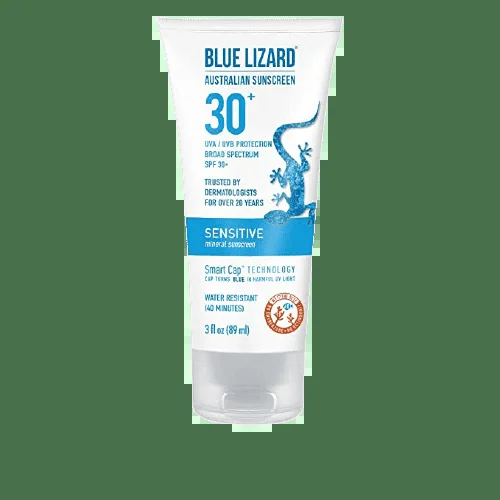 BLUE LIZARD®
AUSTRALIAN SUNSCREEN
30+
UVA / UVB PROTECTION
BROAD SPECTRUM
SPF 30+
TRUSTED BY
DERMATOLOGISTS
FOR OVER 20 YEARS
SENSITIVE
mineral sunscreen
Smart Cap™ TECHNOLOGY
CAP TURNS BLUE IN HARMFUL UV LIGHT
WATER RESISTANT
(40 MINUTES)
3 fl oz (89 ml)